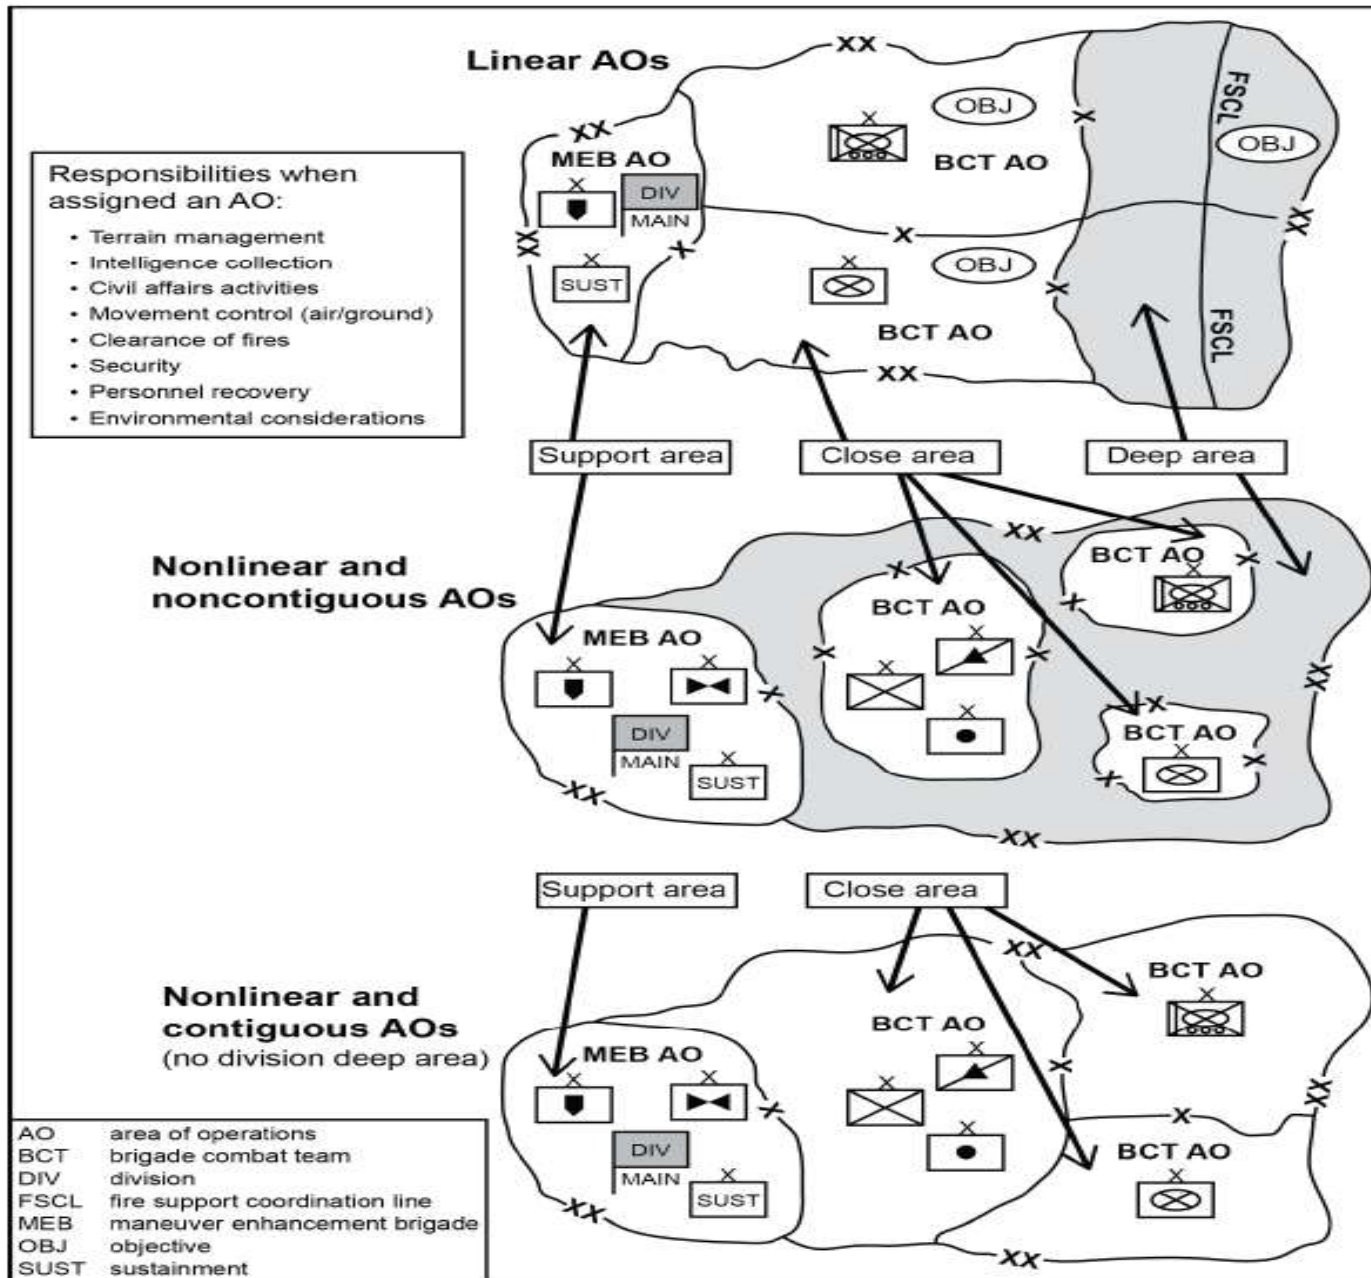 Linear AOs
XX
XX
MEB AO
X
DIV
MAIN
XX
X
X
SUST
X
OBJ
BCT AO
X
X
X
OBJ
BCT AO
X
XX
FSCL
OBJ
XX
FSCL
Responsibilities when
assigned an AO:
• Terrain management
• Intelligence collection
• Civil affairs activities
• Movement control (air/ground)
• Clearance of fires
• Security
• Personnel recovery
• Environmental considerations
Support area
Close area
Deep area
Nonlinear and
noncontiguous AOs
XX
MEB AO
X
X
X
DIV
MAIN
X
SUST
XX
X
BCT AO
X
X
X
X
X
BCT AO
X
X
X
X
BCT AO
X
X
X
XX
XX
Support area
Close area
Nonlinear and
contiguous AOs
(no division deep area)
XX
MEB AO
X
X
X
DIV
MAIN
X
SUST
XX
BCT AO
X
X
X
X
BCT AO
X
XX
X
BCT AO
X
XX
AO area of operations
BCT brigade combat team
DIV division
FSCL fire support coordination line
MEB maneuver enhancement brigade
OBJ objective
SUST sustainment